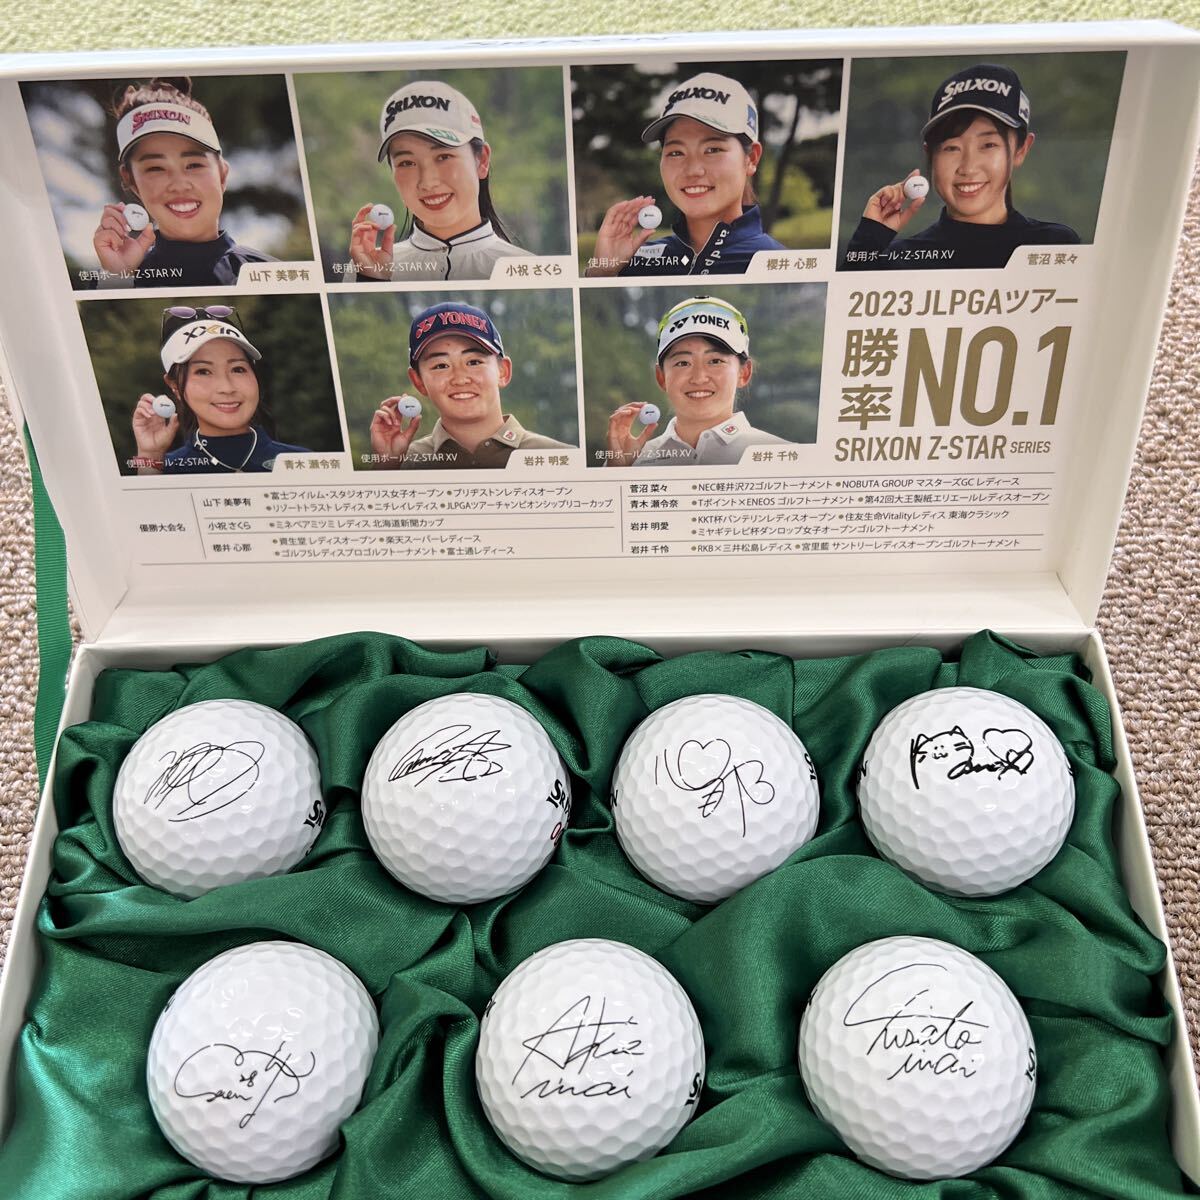 SRIXON
SRIXON
SRIXON
SRIXON
使用ボール:Z-STAR XV
山下 美夢有
使用ボール:Z-STAR XV
小祝 さくら
使用ボール:Z-STAR ♦
櫻井 心那
使用ボール:Z-STAR XV
菅沼 菜々
XXIO
YONEX
YONEX
使用ボール:Z-STAR ♦
青木 瀬令奈
使用ボール:Z-STAR XV
岩井 明愛
使用ボール:Z-STAR XV
岩井 千怜
2023 JLPGAツアー
勝率 NO.1
SRIXON Z-STAR SERIES
優勝大会名
山下 美夢有
●富士フイルム・スタジオアリス女子オープン ●ブリヂストンレディスオープン
●リゾートトラスト レディス ●ニチレイレディス ●JLPGAツアーチャンピオンシップリコーカップ
小祝 さくら
●ミネベアミツミ レディス 北海道新聞カップ
櫻井 心那
●資生堂 レディスオープン ●楽天スーパーレディース
●ゴルフ5レディスプロゴルフトーナメント ●富士通レディース
菅沼 菜々
●NEC軽井沢72ゴルフトーナメント ●NOBUTA GROUP マスターズGC レディース
青木 瀬令奈
●Tポイント×ENEOS ゴルフトーナメント ●第42回大王製紙エリエールレディスオープン
岩井 明愛
●KKT杯バンテリンレディスオープン ●住友生命Vitalityレディス 東海クラシック
●ミヤギテレビ杯ダンロップ女子オープンゴルフトーナメント
岩井 千怜
●RKB×三井松島レディス ●宮里藍 サントリーレディスオープンゴルフトーナメント
心那
Akie
iwai
Chisato
iwai